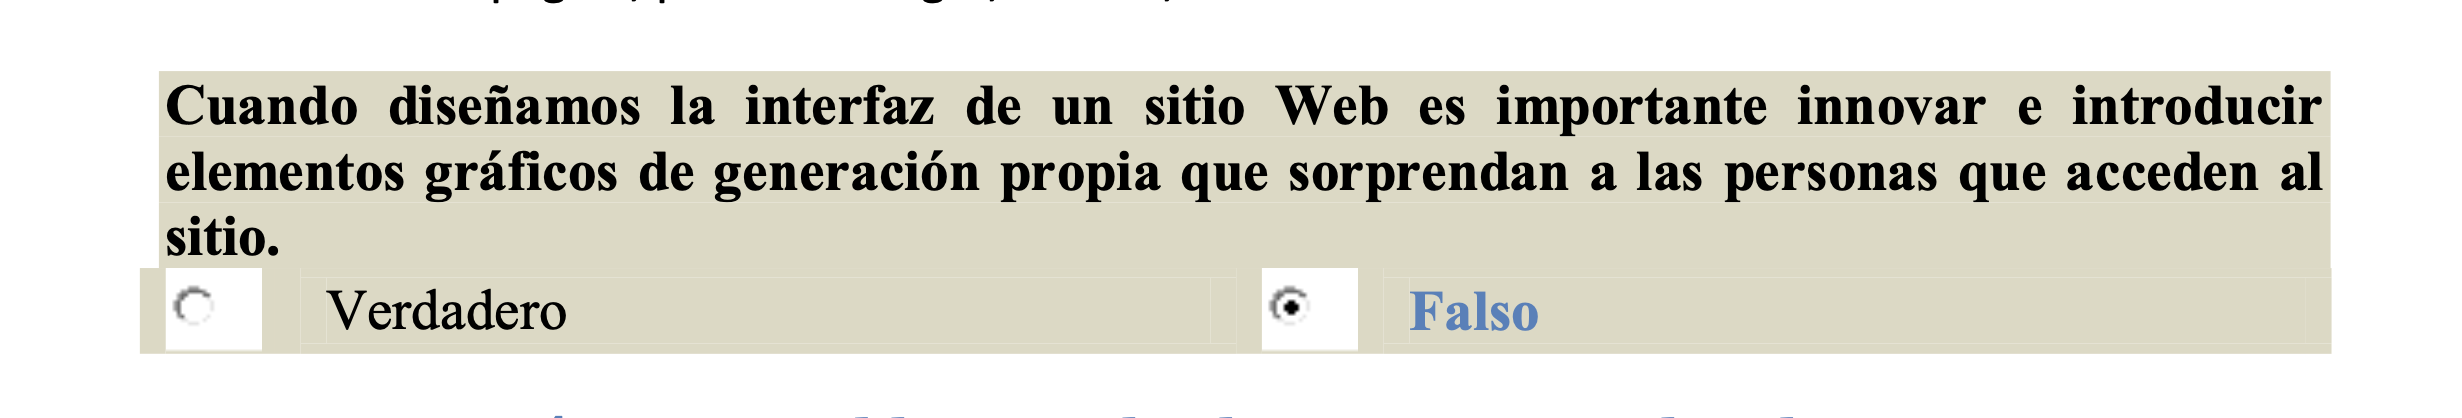 Cuando diseñamos la interfaz de un sitio Web es importante innovar e introducir
elementos gráficos de generación propia que sorprendan a las personas que acceden al
sitio.
Verdadero Falso